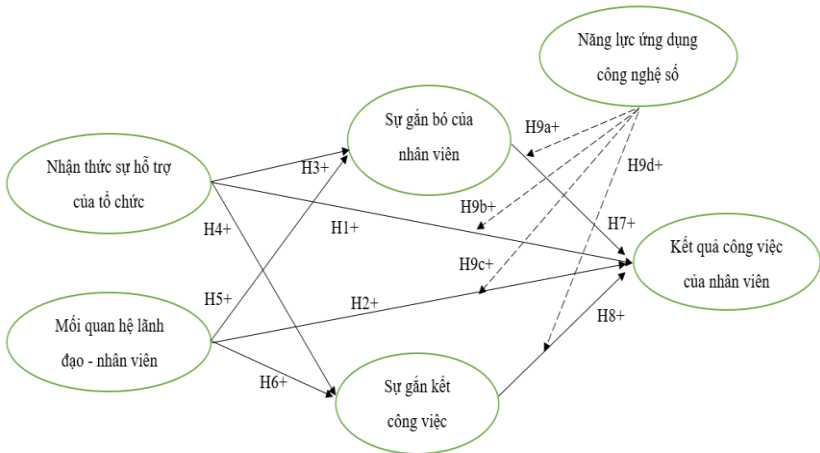 Năng lực ứng dụng
công nghệ số
Sự gắn bó của
nhân viên
H9a+
H9d+
Nhận thức sự hỗ trợ
của tổ chức
H3+
H9b+
H4+
H1+
H7+
Kết quả công việc
của nhân viên
H9c+
H5+
H2+
H8+
Mối quan hệ lãnh
đạo - nhân viên
H6+
Sự gắn kết
công việc